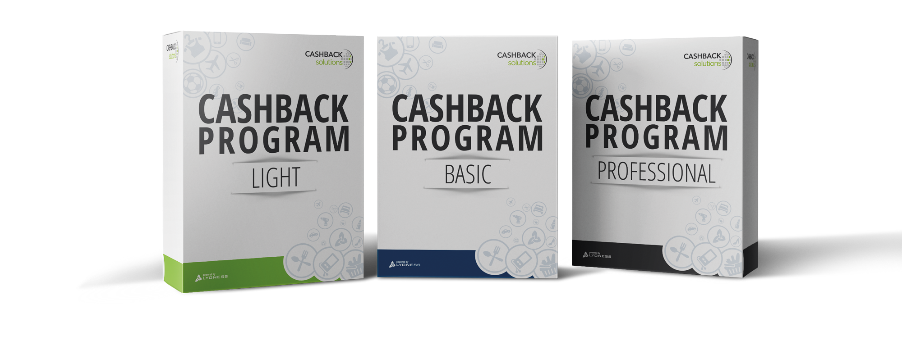 CASHBACK
solutions
CASHBACK
PROGRAM
LIGHT
CASHBACK
solutions
CASHBACK
PROGRAM
BASIC
CASHBACK
solutions
CASHBACK
PROGRAM
PROFESSIONAL